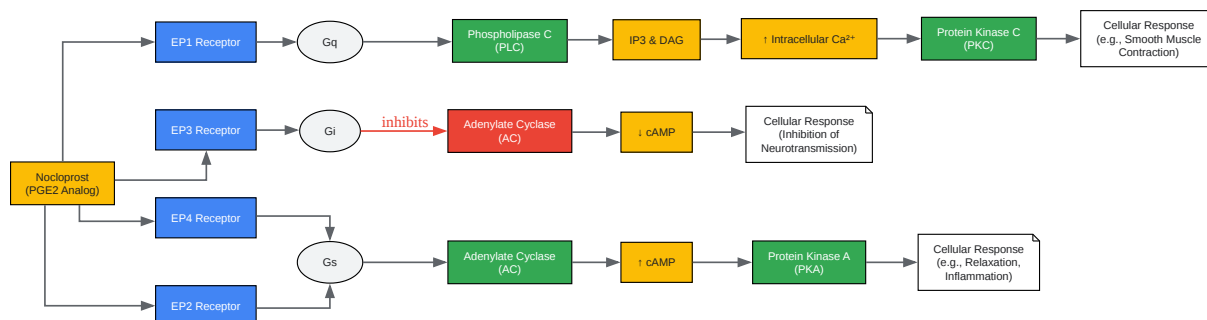 EP1 Receptor
Gq
Phospholipase C
(PLC)
IP3 & DAG
↑ Intracellular Ca²⁺
Protein Kinase C
(PKC)
Cellular Response
(e.g., Smooth Muscle
Contraction)
EP3 Receptor
Gi
inhibits
Adenylate Cyclase
(AC)
↓ cAMP
Cellular Response
(Inhibition of
Neurotransmission)
Nocloprost
(PGE2 Analog)
EP4 Receptor
Gs
Adenylate Cyclase
(AC)
↑ cAMP
Protein Kinase A
(PKA)
Cellular Response
(e.g., Relaxation,
Inflammation)
EP2 Receptor